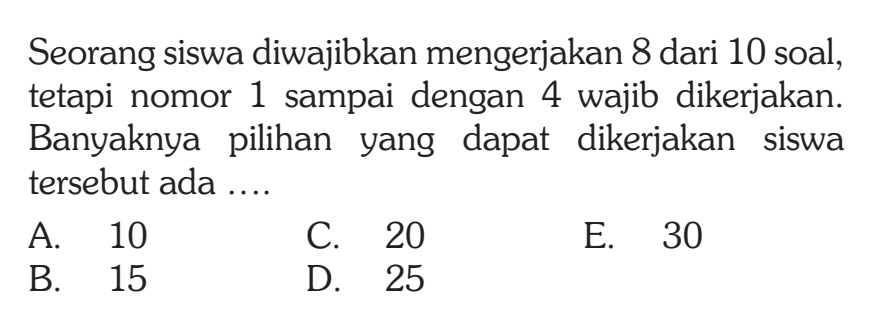 Seorang siswa diwajibkan mengerjakan 8 dari 10 soal,
tetapi nomor 1 sampai dengan 4 wajib dikerjakan.
Banyaknya pilihan yang dapat dikerjakan siswa
tersebut ada ....
A. 10 C. 20 E. 30
B. 15 D. 25